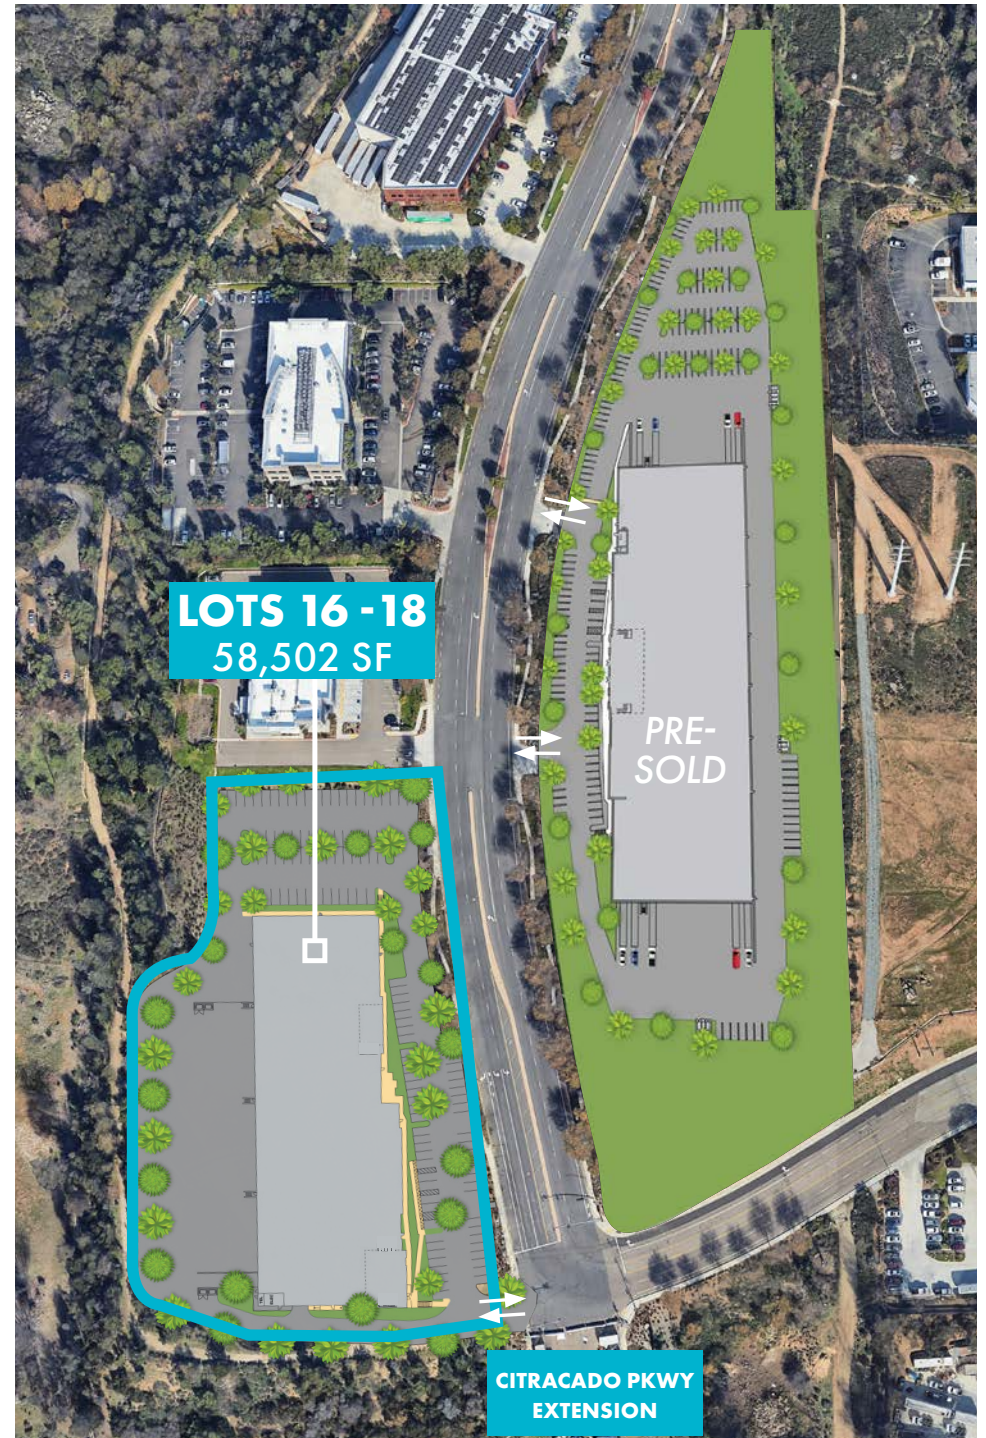 LOTS 16 - 18
58,502 SF
PRE-
SOLD
CITRACADO PKWY
EXTENSION